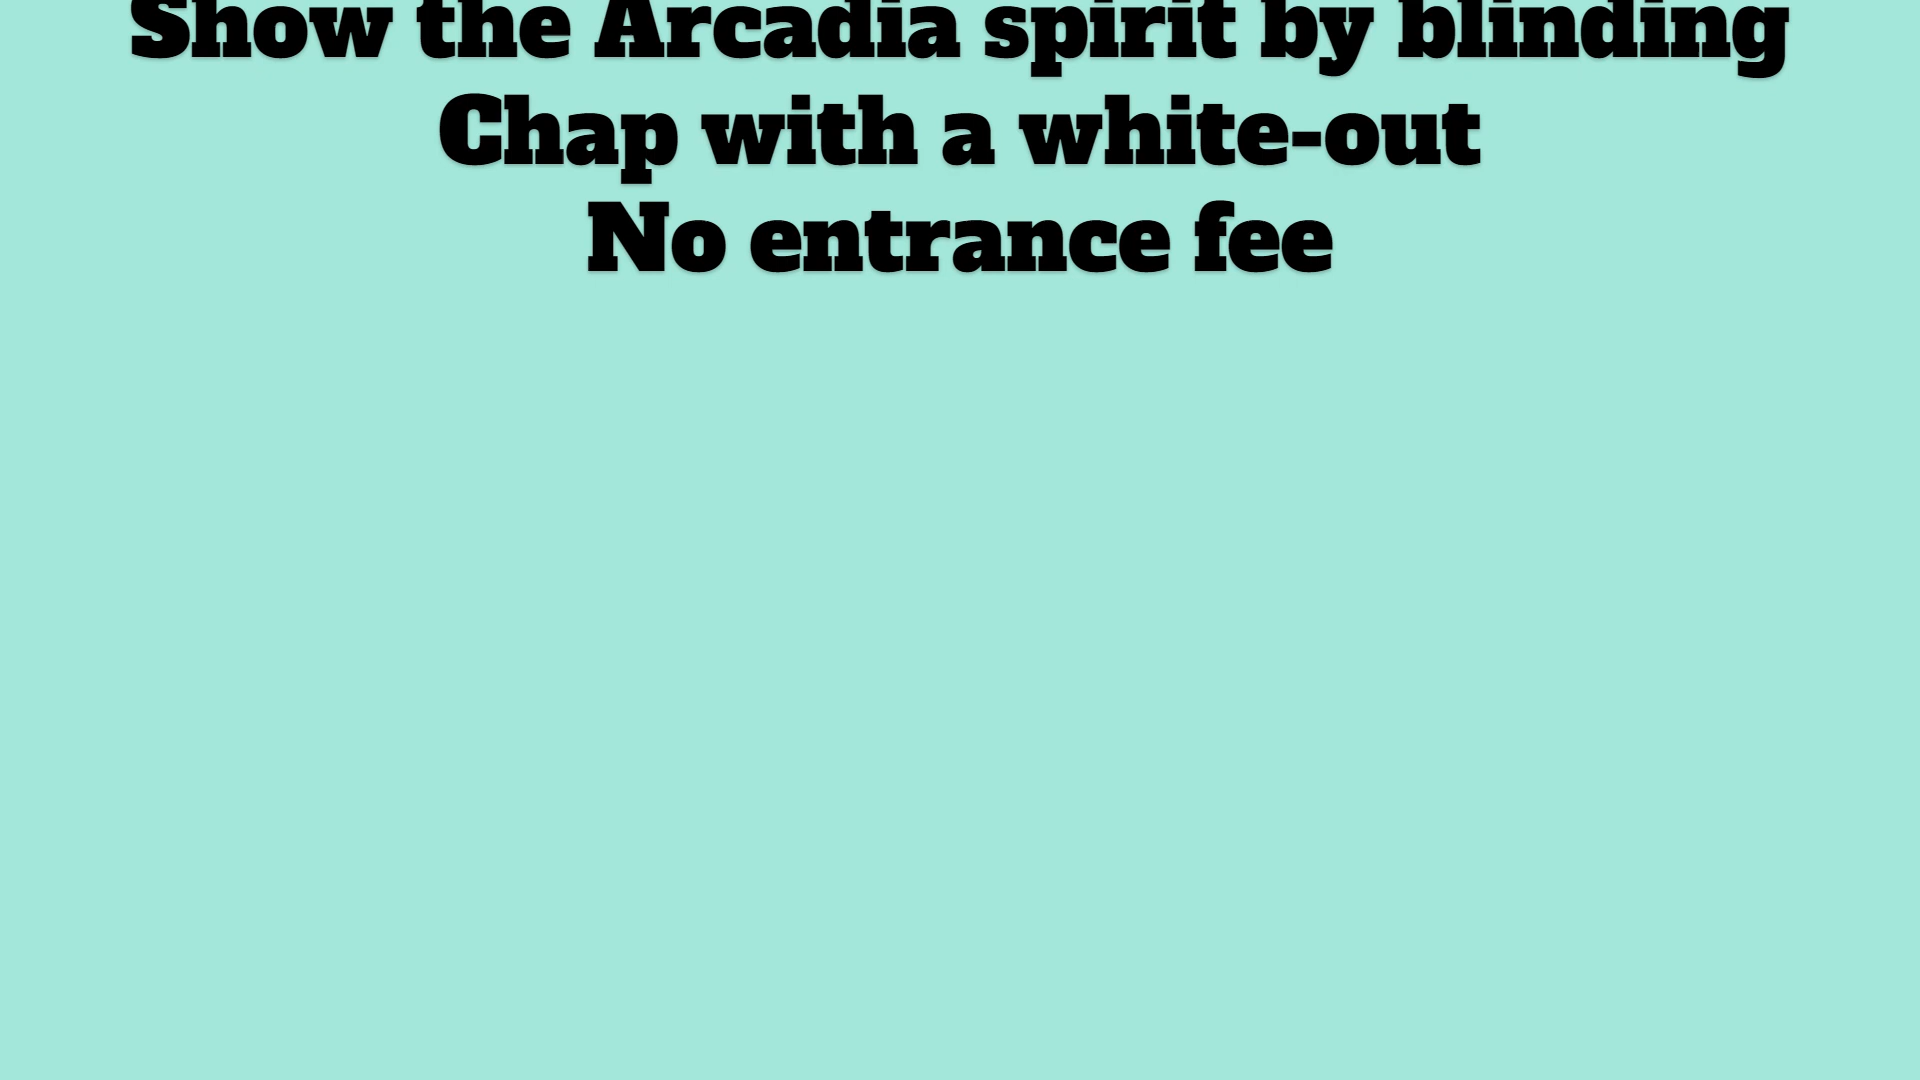 Show the Arcadia spirit by blinding
Chap with a white-out
No entrance fee